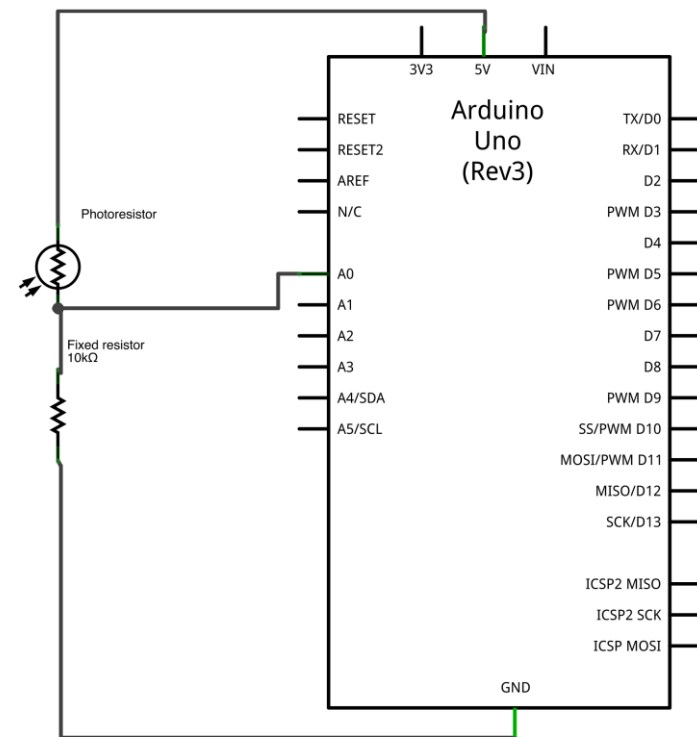 3V3
5V
VIN
Arduino
Uno
(Rev3)
RESET
RESET2
AREF
N/C
A0
A1
A2
A3
A4/SDA
A5/SCL
TX/D0
RX/D1
D2
PWM D3
D4
PWM D5
PWM D6
D7
D8
PWM D9
SS/PWM D10
MOSI/PWM D11
MISO/D12
SCK/D13
ICSP2 MISO
ICSP2 SCK
ICSP MOSI
GND
Photoresistor
Fixed resistor
10kΩ